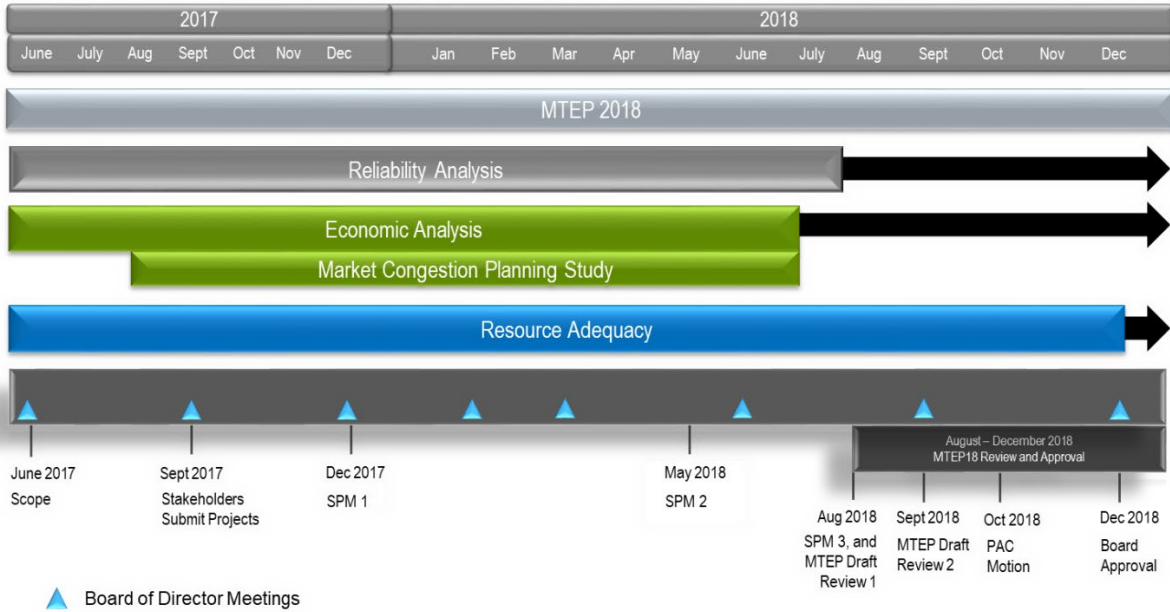 2017 2018
June July Aug Sept Oct Nov Dec Jan Feb Mar Apr May June July Aug Sept Oct Nov Dec
MTEP 2018
Reliability Analysis
Economic Analysis
Market Congestion Planning Study
Resource Adequacy
August – December 2018
MTEP18 Review and Approval
June 2017
Scope
Sept 2017
Stakeholders
Submit Projects
Dec 2017
SPM 1
May 2018
SPM 2
Aug 2018
SPM 3, and
MTEP Draft
Review 1
Sept 2018
MTEP Draft
Review 2
Oct 2018
PAC
Motion
Dec 2018
Board
Approval
Board of Director Meetings